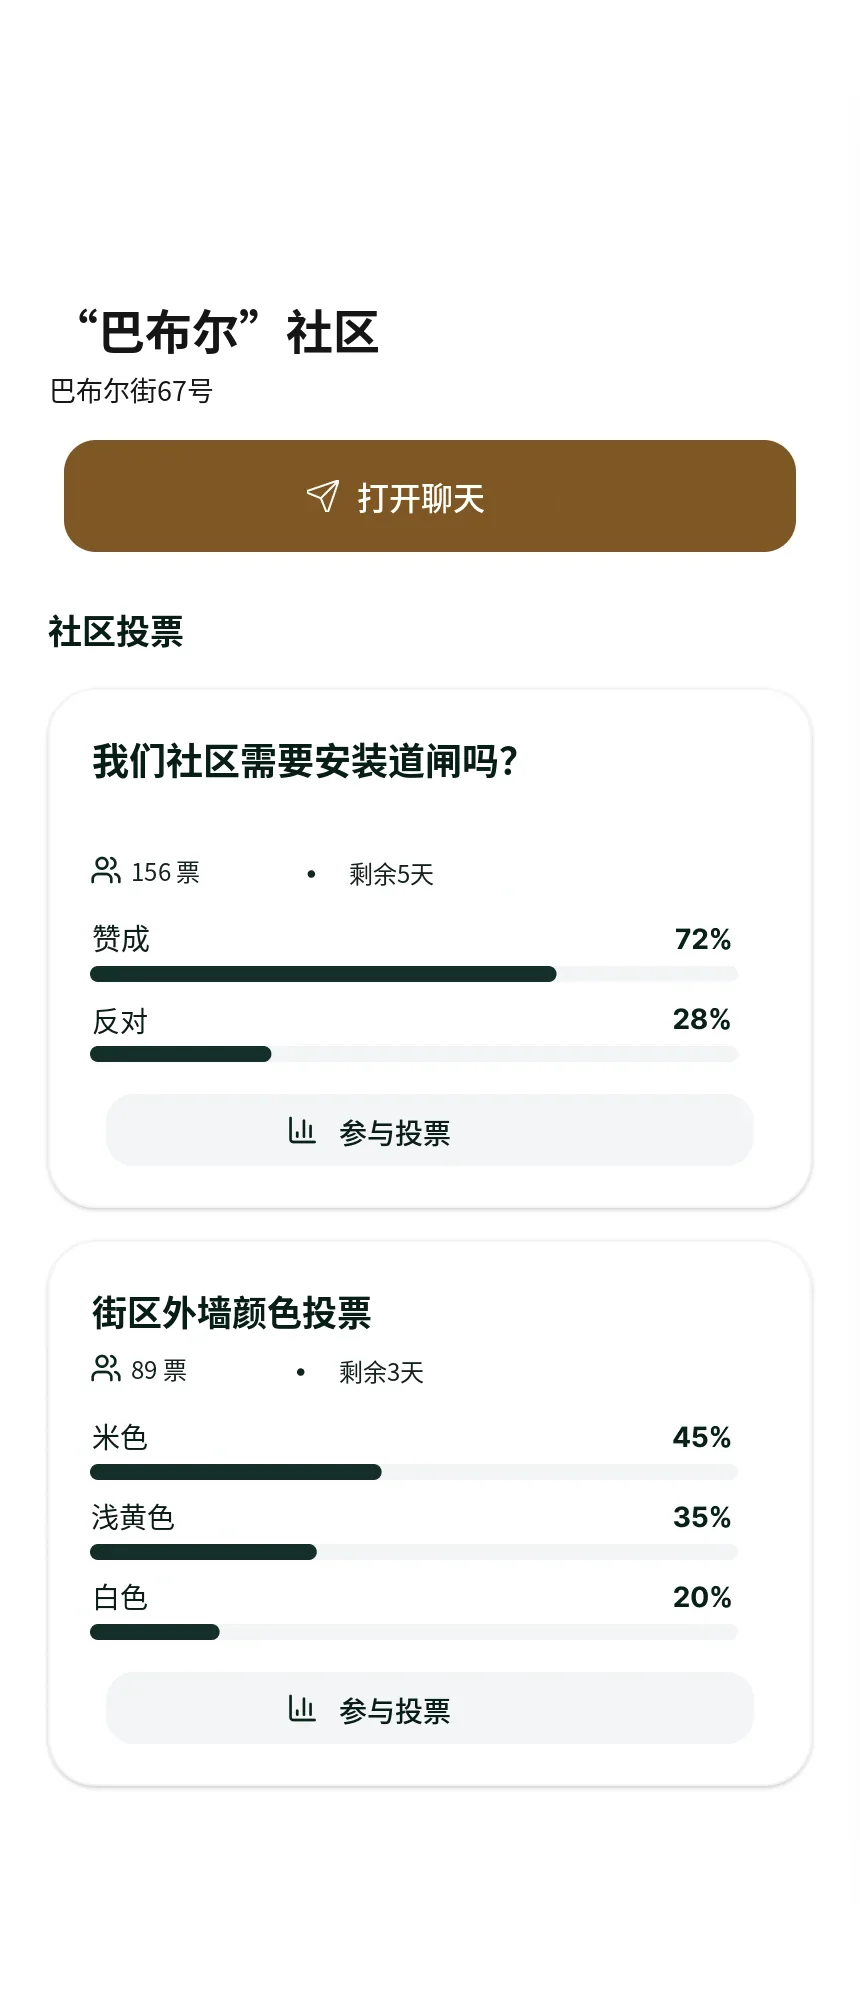 “巴布尔”社区
巴布尔街67号
打开聊天
社区投票
我们社区需要安装道闸吗?
156 票 • 剩余5天
赞成 72%
反对 28%
参与投票
街区外墙颜色投票
89 票 • 剩余3天
米色 45%
浅黄色 35%
白色 20%
参与投票